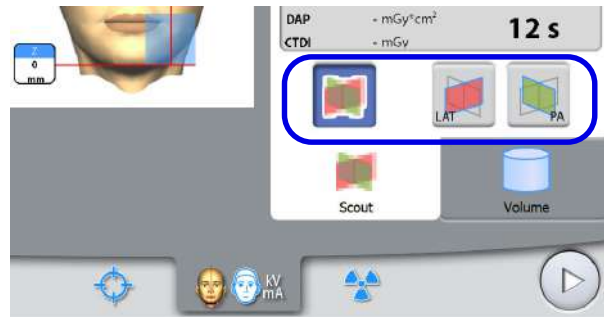 DAP - mGy*cm²
12 s
CTDI - mGy
Z
0
mm
LAT
PA
Scout
Volume
kV
mA